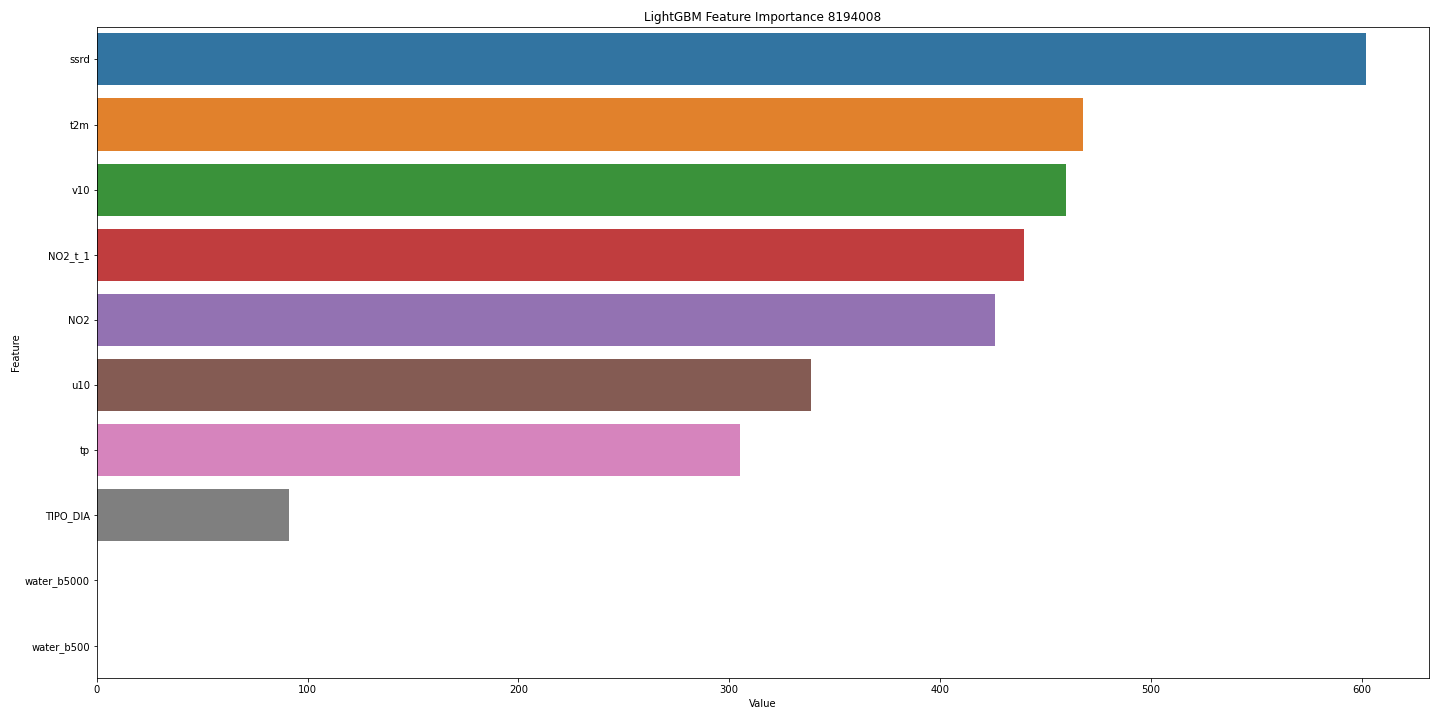 LightGBM Feature Importance 8194008
ssrd
t2m
v10
NO2_t_1
NO2
u10
tp
TIPO_DIA
water_b5000
water_b500
Feature
0 100 200 300 400 500 600
Value